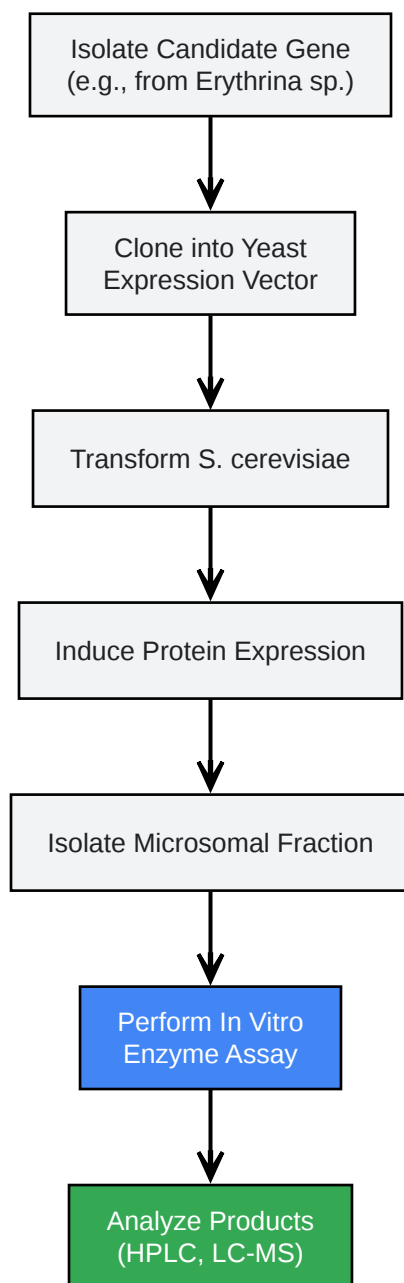 Isolate Candidate Gene
(e.g., from Erythrina sp.)
Clone into Yeast
Expression Vector
Transform S. cerevisiae
Induce Protein Expression
Isolate Microsomal Fraction
Perform In Vitro
Enzyme Assay
Analyze Products
(HPLC, LC-MS)